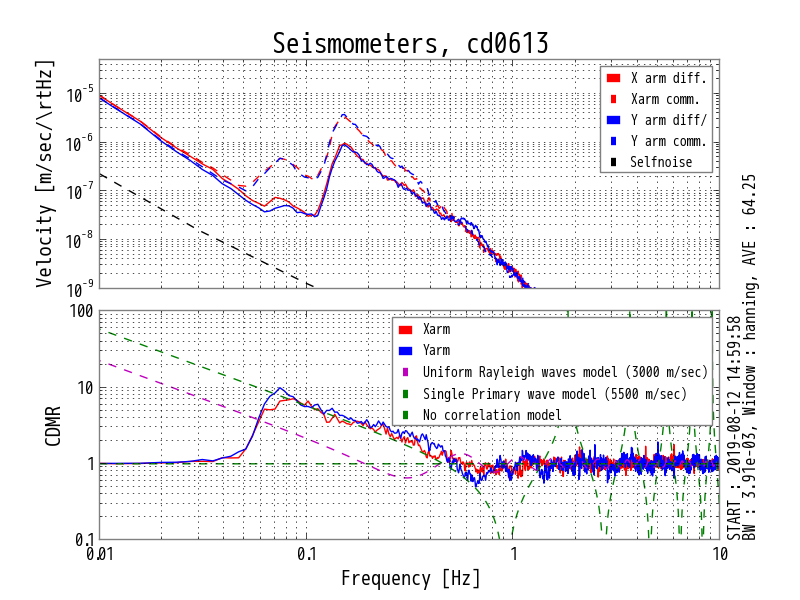 Seismometers, cd0613
Velocity [m/sec/\rtHz]
10-5
10-6
10-7
10-8
10-9
X arm diff.
Xarm comm.
Y arm diff/
Y arm comm.
Selfnoise
CDMR
100
10
1
0.1
Xarm
Yarm
Uniform Rayleigh waves model (3000 m/sec)
Single Primary wave model (5500 m/sec)
No correlation model
0.01
0.1
1
10
Frequency [Hz]
START : 2019-08-12 14:59:58
BW : 3.91e-03, Window : hanning, AVE : 64.25